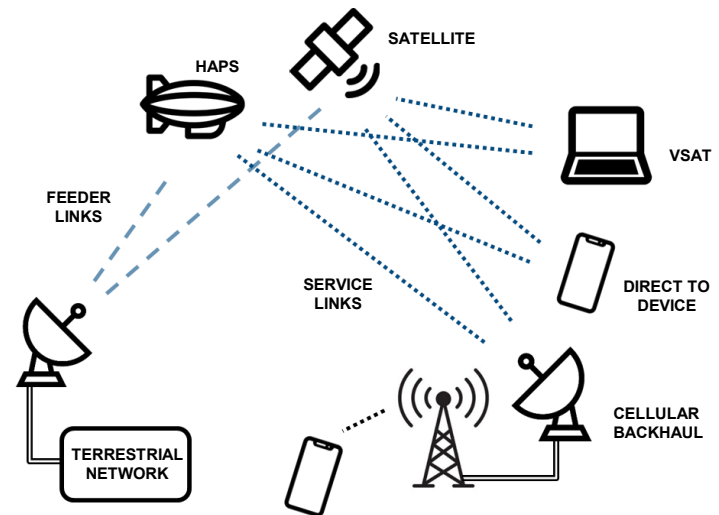 SATELLITE
HAPS
VSAT
FEEDER
LINKS
SERVICE
LINKS
DIRECT TO
DEVICE
CELLULAR
BACKHAUL
TERRESTRIAL
NETWORK